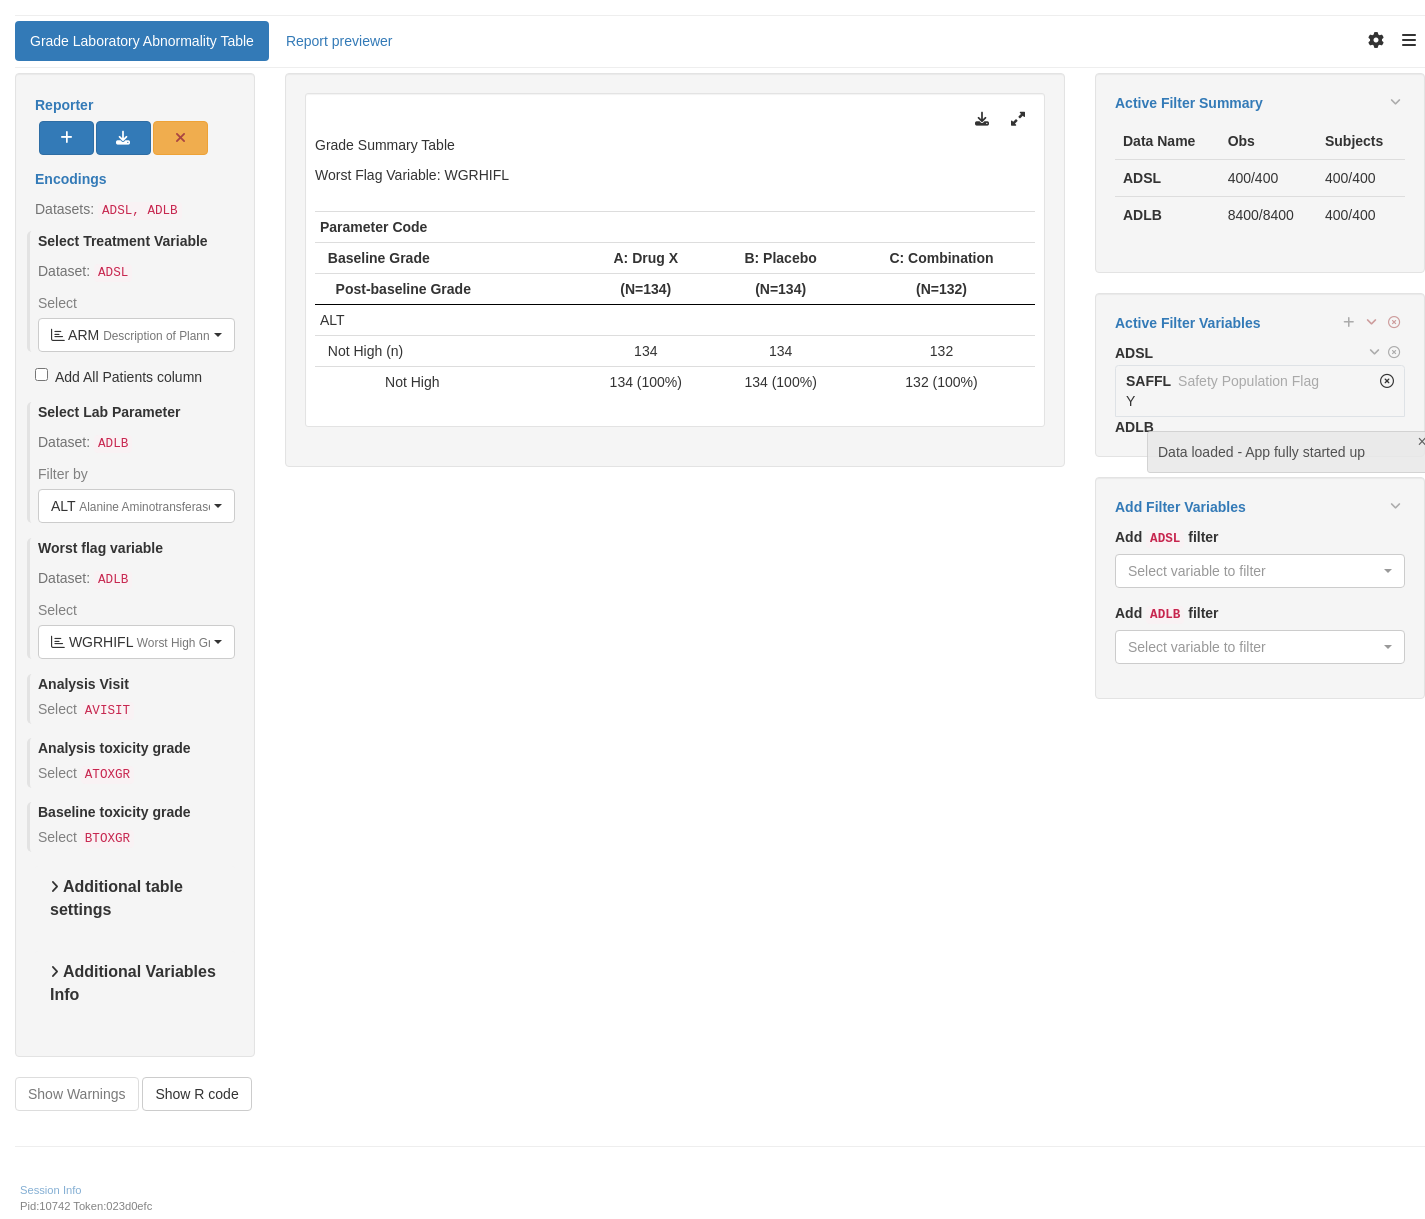 Grade Laboratory Abnormality Table
Report previewer
Reporter
Encodings
Datasets: ADSL, ADLB
Select Treatment Variable
Dataset: ADSL
Select
ARM Description of Plann
Add All Patients column
Select Lab Parameter
Dataset: ADLB
Filter by
ALT Alanine Aminotransferase
Worst flag variable
Dataset: ADLB
Select
WGRHIFL Worst High Gr
Analysis Visit
Select AVISIT
Analysis toxicity grade
Select ATOXGR
Baseline toxicity grade
Select BTOXGR
Additional table
settings
Additional Variables
Info
Show Warnings
Show R code
Grade Summary Table
Worst Flag Variable: WGRHIFL
Parameter Code
Baseline Grade A: Drug X B: Placebo C: Combination
Post-baseline Grade (N=134) (N=134) (N=132)
ALT
Not High (n) 134 134 132
Not High 134 (100%) 134 (100%) 132 (100%)
Active Filter Summary
Data Name Obs Subjects
ADSL 400/400 400/400
ADLB 8400/8400 400/400
Active Filter Variables
ADSL
SAFFL Safety Population Flag
Y
ADLB
Data loaded - App fully started up
Add Filter Variables
Add ADSL filter
Select variable to filter
Add ADLB filter
Select variable to filter
Session Info
Pid:10742 Token:023d0efc